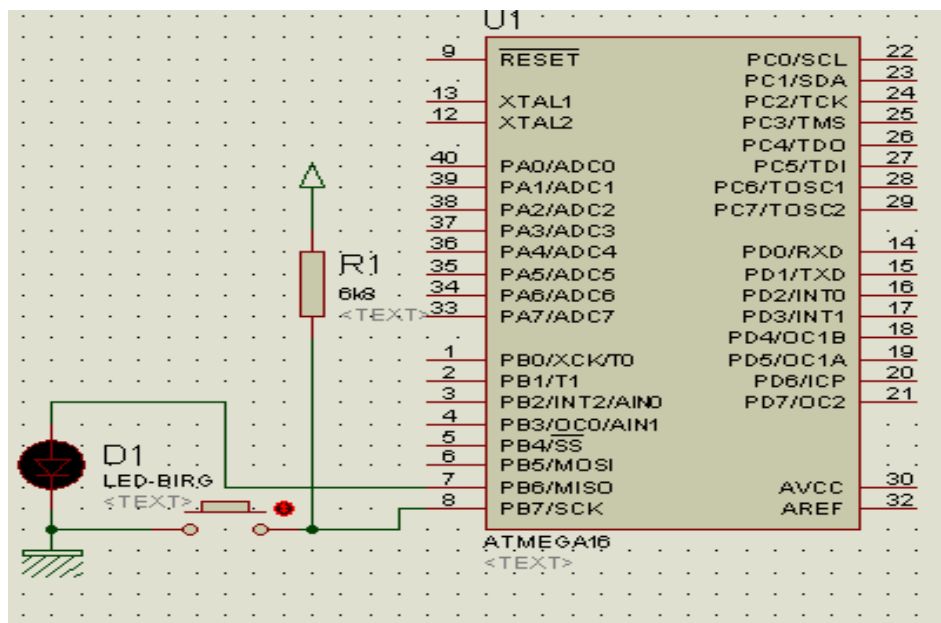 U1
9 RESET PC0/SCL 22
PC1/SDA 23
13 XTAL1 PC2/TCK 24
12 XTAL2 PC3/TMS 25
PC4/TDO 26
40 PA0/ADC0 PC5/TDI 27
39 PA1/ADC1 PC6/TOSC1 28
38 PA2/ADC2 PC7/TOSC2 29
37 PA3/ADC3
36 PA4/ADC4 PD0/RXD 14
35 PA5/ADC5 PD1/TXD 15
34 PA6/ADC6 PD2/INT0 16
33 PA7/ADC7 PD3/INT1 17
PD4/OC1B 18
1 PB0/XCK/T0 PD5/OC1A 19
2 PB1/T1 PD6/ICP 20
3 PB2/INT2/AIN0 PD7/OC2 21
4 PB3/OC0/AIN1
5 PB4/SS
6 PB5/MOSI
7 PB6/MISO AVCC 30
8 PB7/SCK AREF 32
ATMEGA16
<TEXT>
R1
6k8
<TEXT>
D1
LED-BIRG
<TEXT>